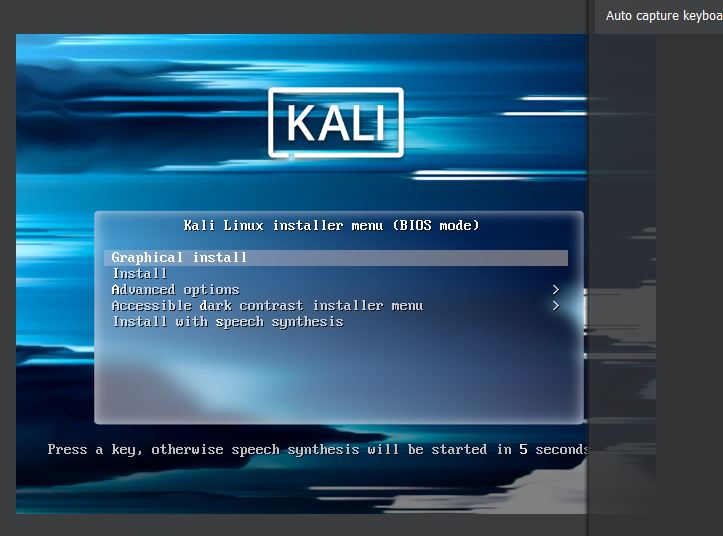 Auto capture keyboa
KALI
Kali Linux installer menu (BIOS mode)
Graphical install
Install
Advanced options >
Accessible dark contrast installer menu >
Install with speech synthesis
Press a key, otherwise speech synthesis will be started in 5 seconds...